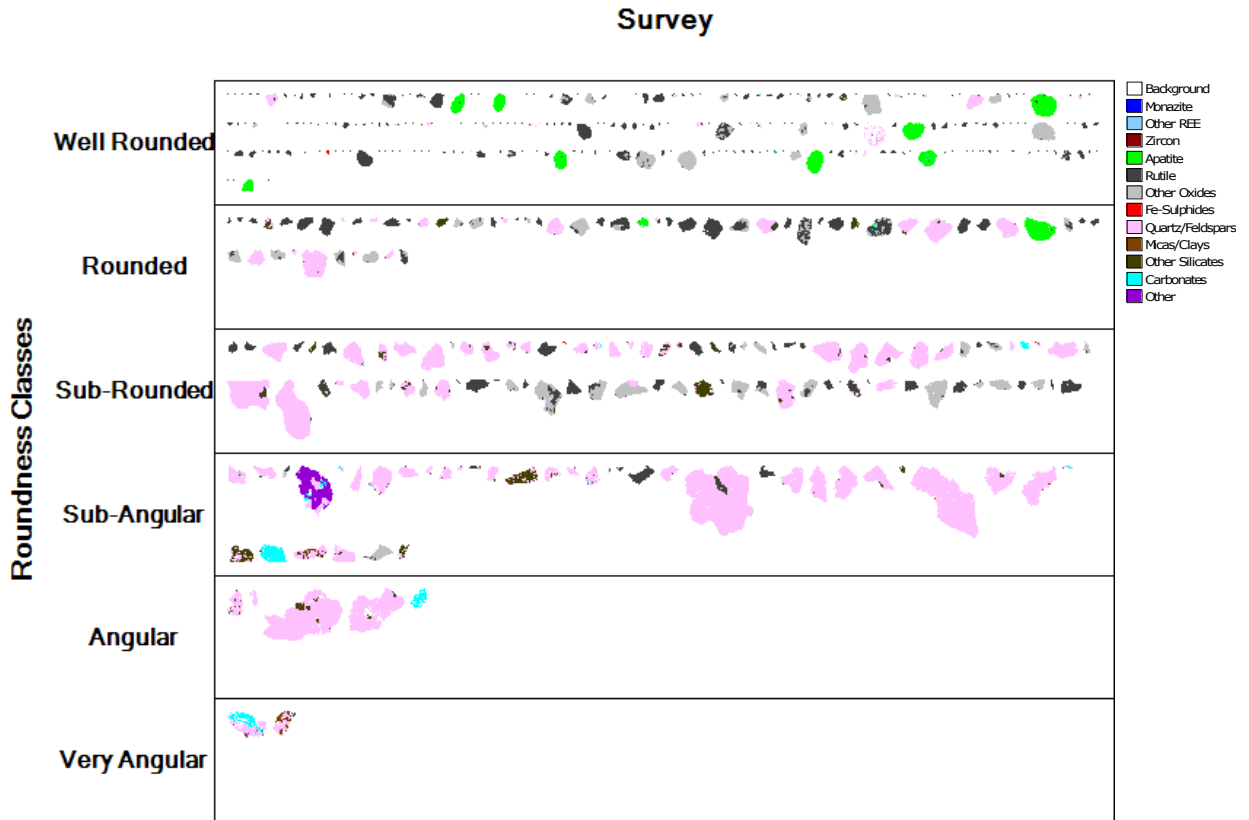 Survey
Roundness Classes
Well Rounded
Rounded
Sub-Rounded
Sub-Angular
Angular
Very Angular
Background
Monazite
Other REE
Zircon
Apatite
Rutile
Other Oxides
Fe-Sulphides
Quartz/Feldspars
Micas/Clays
Other Silicates
Carbonates
Other